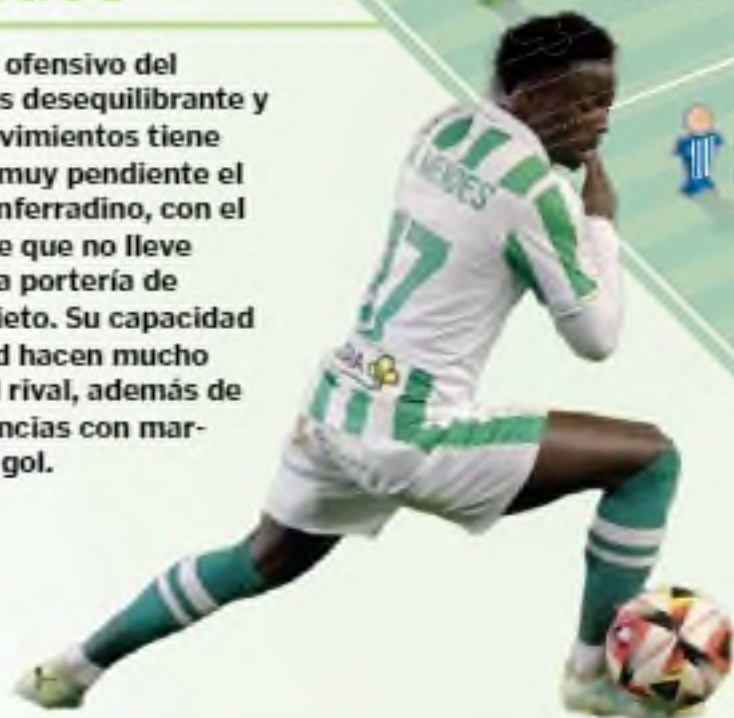 ofensivo del
s desequilibrante y
vimientos tiene
muy pendiente el
nferradino, con el
e que no lleve
a portería de
ieto. Su capacidad
d hacen mucho
l rival, además de
ncias con mar-
gol.
MENDES
17